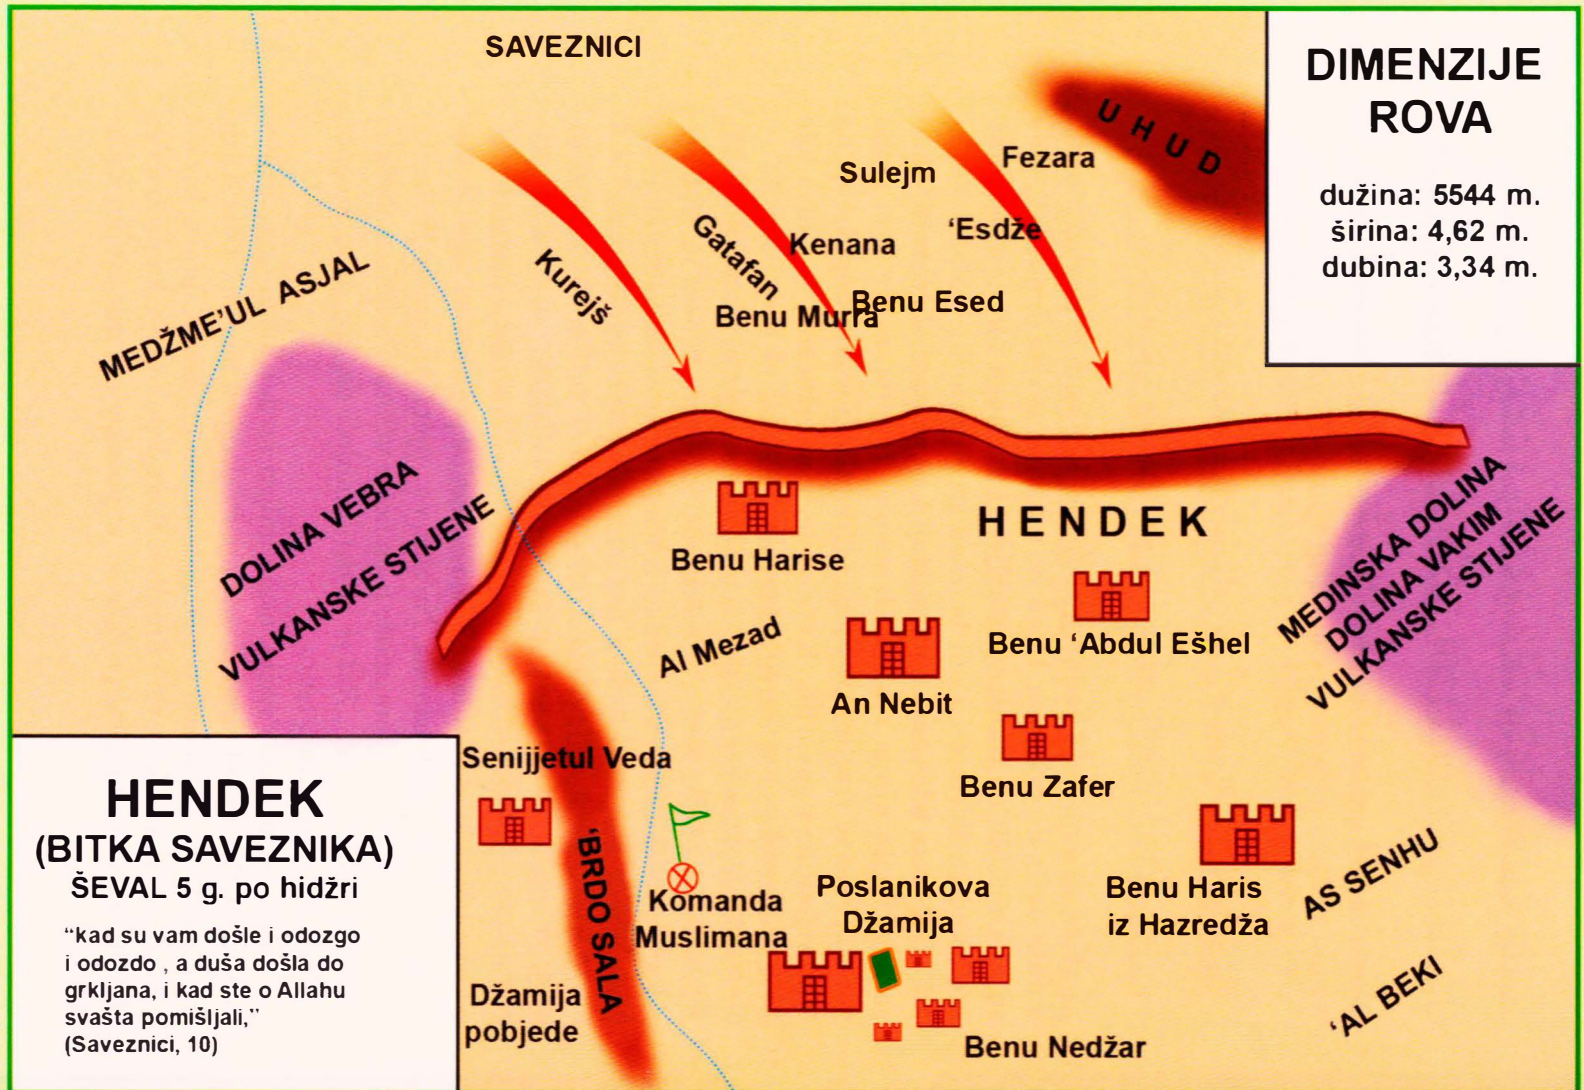 SAVEZNICI
DIMENZIJE
ROVA
dužina: 5544 m.
širina: 4,62 m.
dubina: 3,34 m.
UHUD
Fezara
Sulejm
'Esdže
Kenana
Gatafan
Kurejš
Benu Esed
Benu Murra
MEDŽME'UL ASJAL
DOLINA VEBRA
VULKANSKE STIJENE
HENDEK
Benu Harise
MEDINSKA DOLINA
DOLINA VAKIM
VULKANSKE STIJENE
Benu ‘Abdul Ešhel
Al Mezad
An Nebit
Senijjetul Veda
Benu Zafer
'BRDO SALA
Komanda
Muslimana
Poslanikova
Džamija
Benu Haris
iz Hazredža
AS SENHU
'AL BEKI
Džamija
pobjede
Benu Nedžar
HENDEK
(BITKA SAVEZNIKA)
ŠEVAL 5 g. po hidžri
“kad su vam došle i odozgo
i odozdo , a duša došla do
grkljana, i kad ste o Allahu
svašta pomišljali,”
(Saveznici, 10)